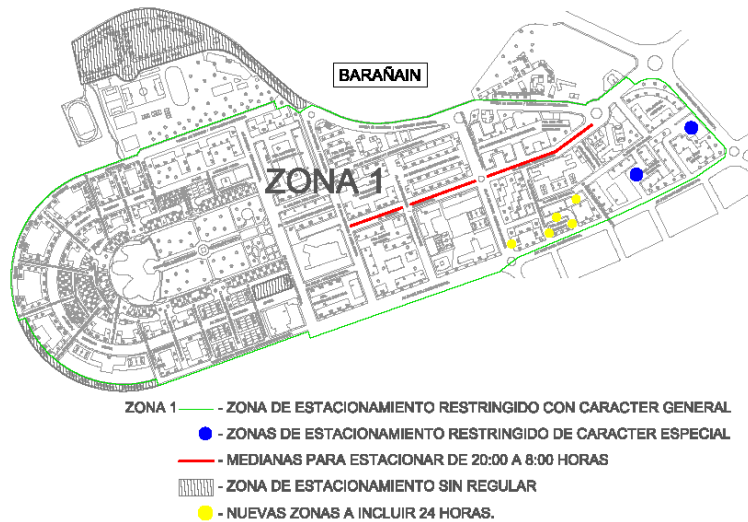 BARAÑAIN
ZONA 1
ZONA 1 - ZONA DE ESTACIONAMIENTO RESTRINGIDO CON CARACTER GENERAL
- ZONAS DE ESTACIONAMIENTO RESTRINGIDO DE CARACTER ESPECIAL
- MEDIANAS PARA ESTACIONAR DE 20:00 A 8:00 HORAS
- ZONA DE ESTACIONAMIENTO SIN REGULAR
- NUEVAS ZONAS A INCLUIR 24 HORAS.